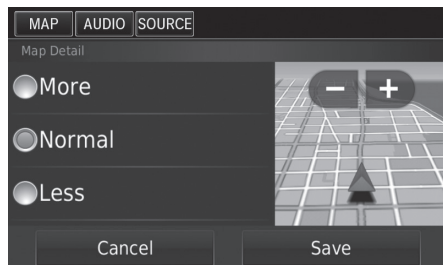 MAP AUDIO SOURCE
Map Detail
More
Normal
Less
Cancel Save